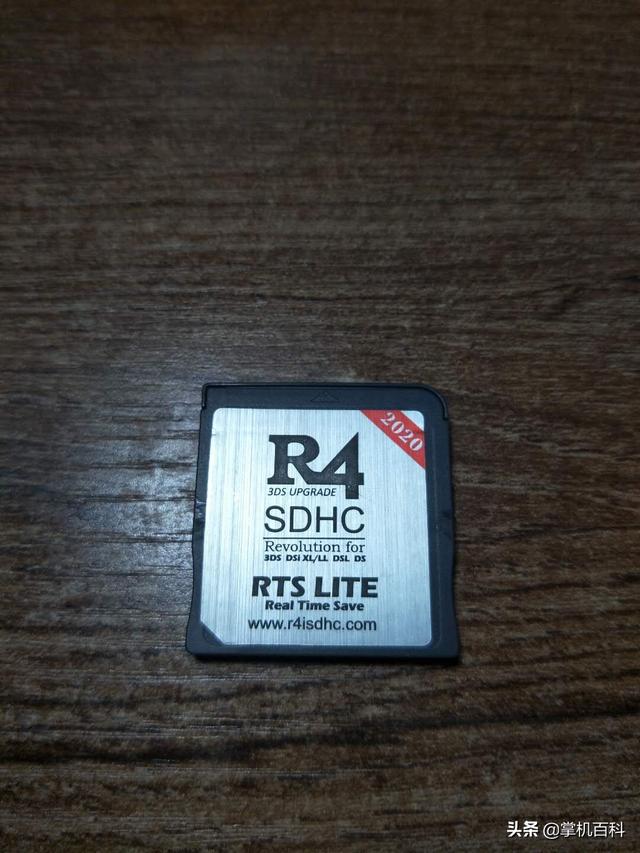 2020
R4
3DS UPGRADE
SDHC
Revolution for
3DS DSi XL/LL DSL DS
RTS LITE
Real Time Save
www.r4isdhc.com
头条 @掌机百科